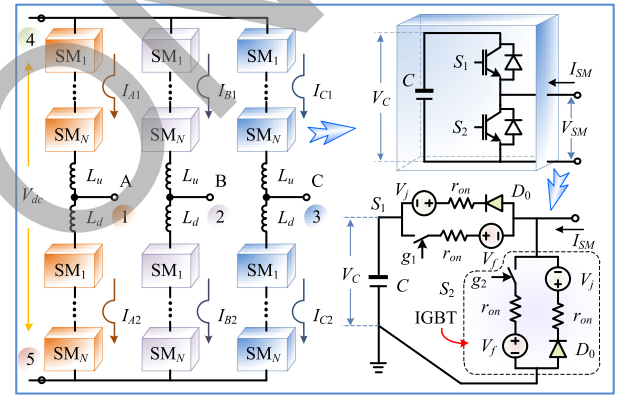 4
SM1 SM1 SM1
IA1 IB1 IC1
SMN SMN SMN
Lu Lu Lu
A B C
Vdc
1 2 3
Ld Ld Ld
SM1 SM1 SM1
IA2 IB2 IC2
5
SMN SMN SMN
VC
C
S1
S2
ISM
VSM
S1
Vj ron D0
g1 ron Vf
ISM
VC
C
S2
g2
Vj
ron ron
IGBT
Vf D0